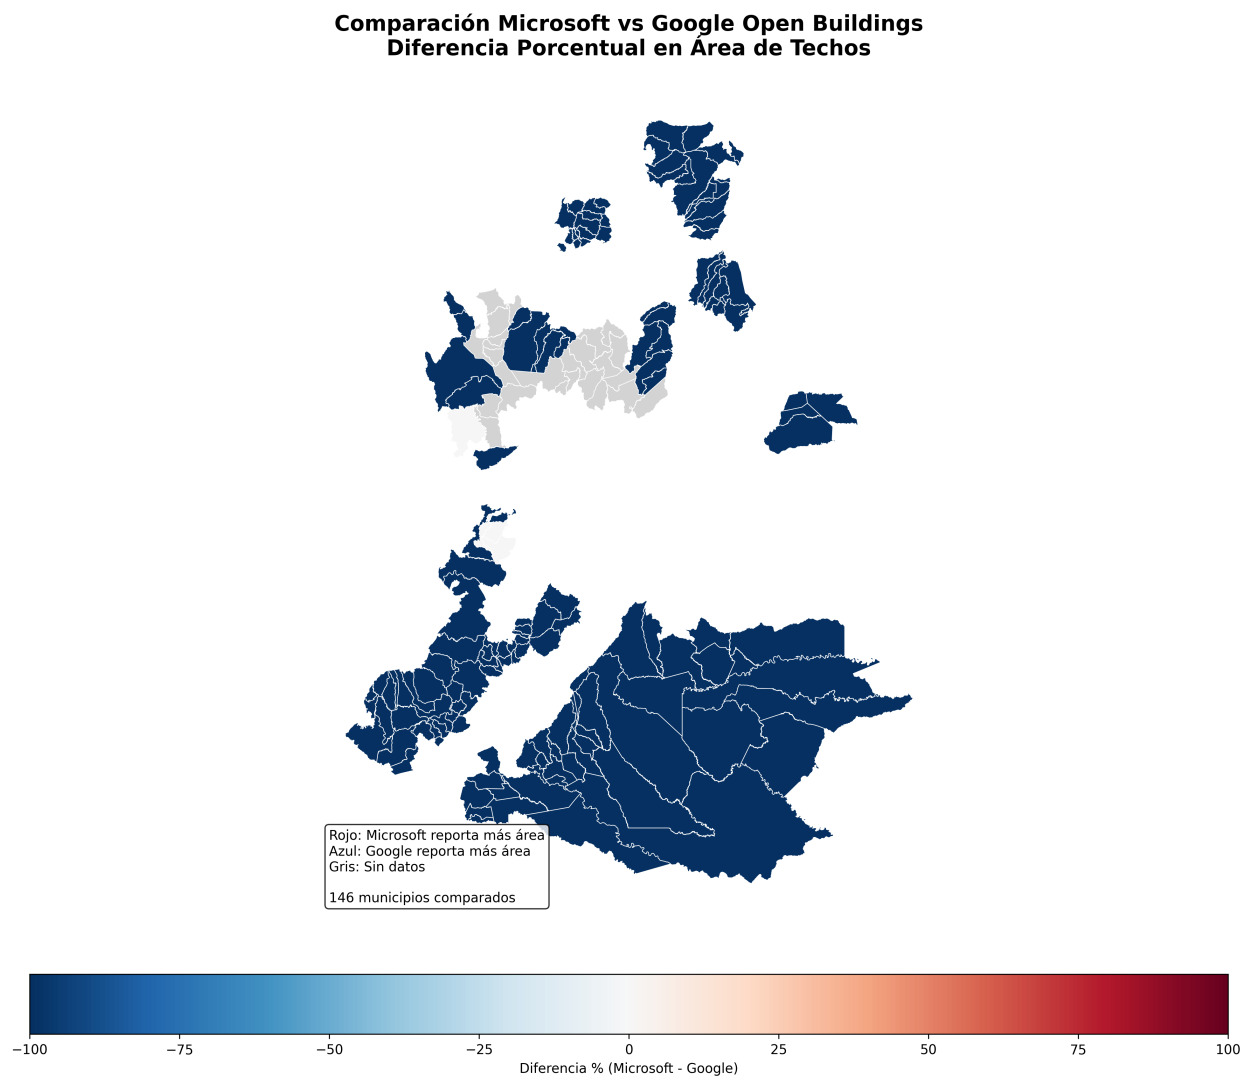 Comparación Microsoft vs Google Open Buildings
Diferencia Porcentual en Área de Techos
Rojo: Microsoft reporta más área
Azul: Google reporta más área
Gris: Sin datos
146 municipios comparados
−100 −75 −50 −25 0 25 50 75 100
Diferencia % (Microsoft - Google)